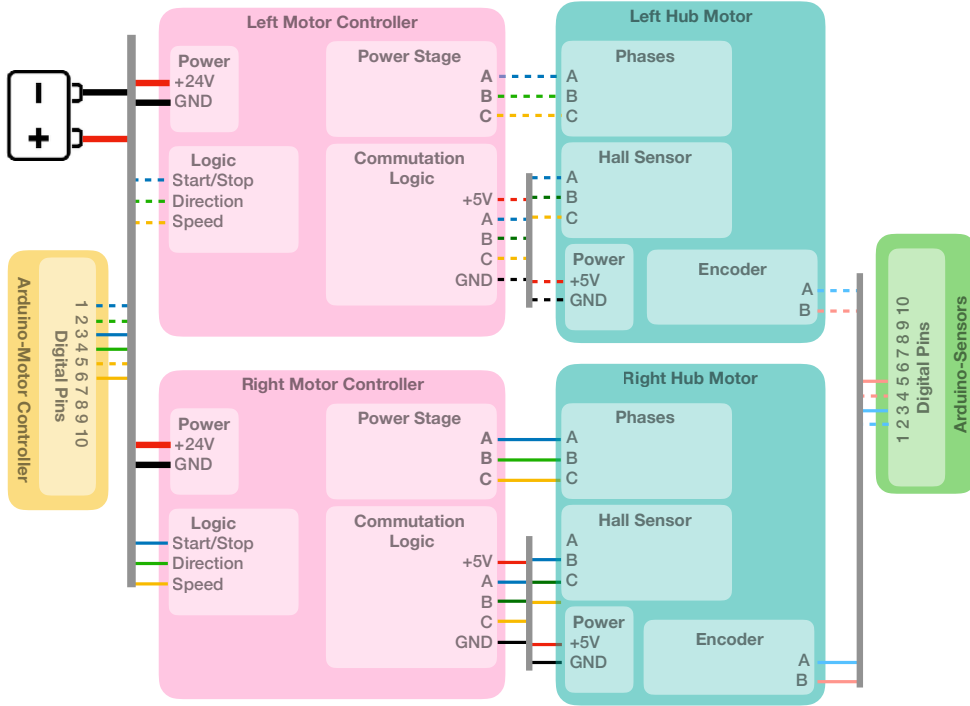 Left Motor Controller
Power
+24V
GND
Power Stage
A
B
C
Logic
Start/Stop
Direction
Speed
Commutation
Logic
+5V
A
B
C
GND
Left Hub Motor
Phases
A
B
C
Hall Sensor
A
B
C
Power
+5V
GND
Encoder
A
B
Arduino-Motor Controller
Digital Pins
1 2 3 4 5 6 7 8 9 10
Right Motor Controller
Power
+24V
GND
Power Stage
A
B
C
Logic
Start/Stop
Direction
Speed
Commutation
Logic
+5V
A
B
C
GND
Right Hub Motor
Phases
A
B
C
Hall Sensor
A
B
C
Power
+5V
GND
Encoder
A
B
1 2 3 4 5 6 7 8 9 10
Digital Pins
Arduino-Sensors